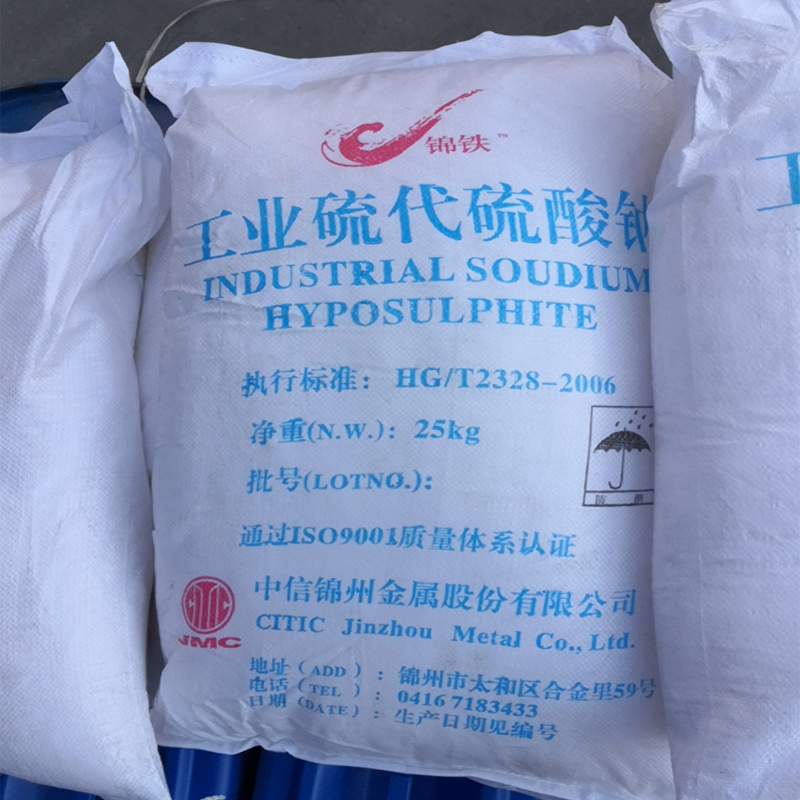 锦铁™
工业硫代硫酸钠
INDUSTRIAL SOUDIUM
HYPOSULPHITE
执行标准: HG/T2328-2006
净重(N.W.): 25kg
批号(LOTNO.):
通过ISO9001质量体系认证
CITIC
JMC
中信锦州金属股份有限公司
CITIC Jinzhou Metal Co., Ltd.
地址(ADD): 锦州市太和区合金里59号
电话(TEL): 0416 7183433
日期(DATE): 生产日期见编号